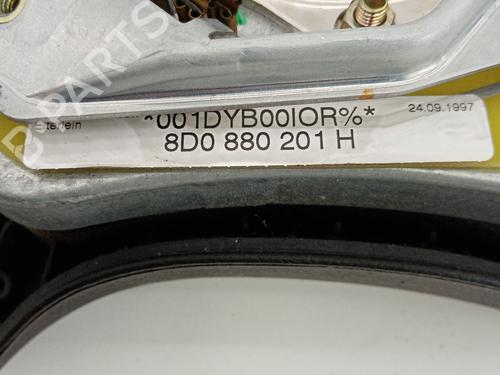 *001DYB00IOR%*
24.09.1997
8D0 880 201 H
B-PARTS